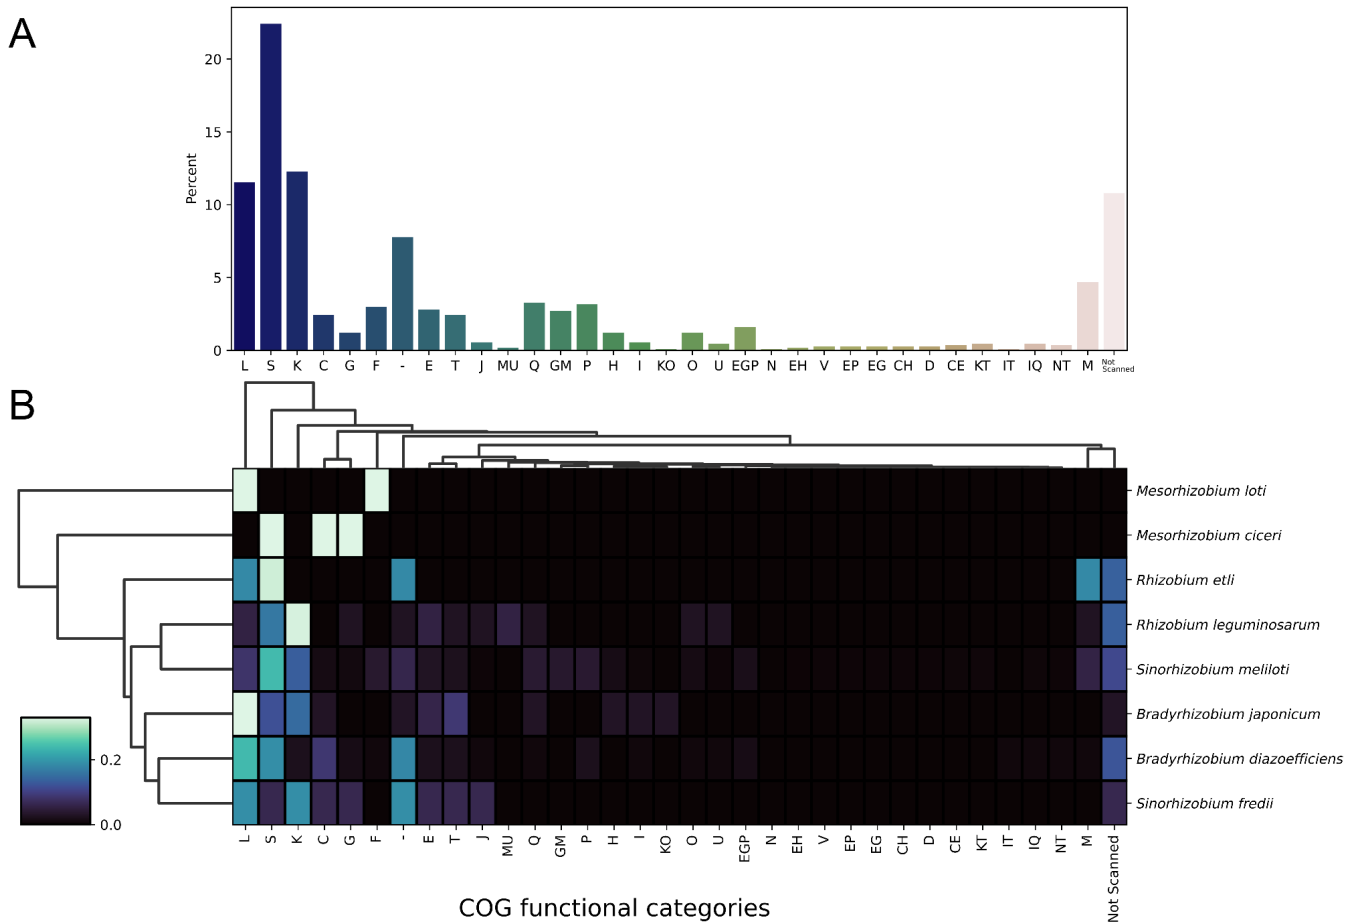 A
20
15
10
5
0
Percent
L S K C G F - E T J MU Q GM P H I KO O U EGP N EH V EP EG CH D CE KT IT IQ NT M Not Scanned
B
Mesorhizobium loti
Mesorhizobium ciceri
Rhizobium etli
Rhizobium leguminosarum
Sinorhizobium meliloti
Bradyrhizobium japonicum
Bradyrhizobium diazoefficiens
Sinorhizobium fredii
0.2
0.0
L S K C G F - E T J MU Q GM P H I KO O U EGP N EH V EP EG CH D CE KT IT IQ NT M Not Scanned
COG functional categories